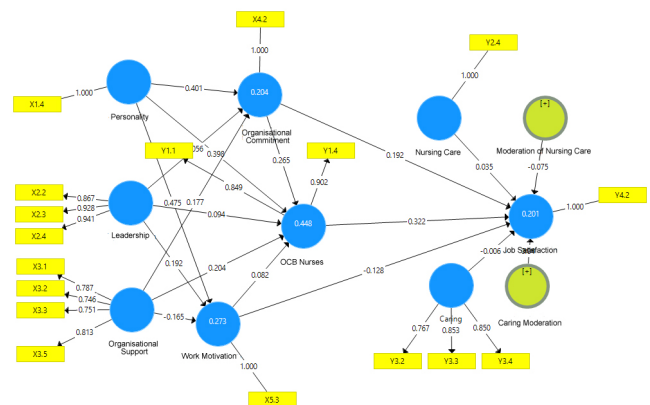 X4.2
1.000
Y2.4
1.000
X1.4
1.000
Personality
0.401
0.204
Organisational
Commitment
Nursing Care
[+]
Moderation of Nursing Care
Y1.1
0.398
Y1.4
0.265
0.192
0.035
-0.075
X2.2
X2.3
X2.4
0.867
0.928
0.941
Leadership
0.475
0.177
0.849
0.902
0.094
0.448
OCB Nurses
0.322
0.201
Job Satisfaction
1.000
Y4.2
0.192
0.204
0.082
-0.128
-0.006
X3.1
X3.2
X3.3
X3.5
0.787
0.746
0.751
0.813
Organisational
Support
-0.165
0.273
Work Motivation
1.000
X5.3
Caring
[+]
Caring Moderation
0.767
0.853
0.850
Y3.2
Y3.3
Y3.4